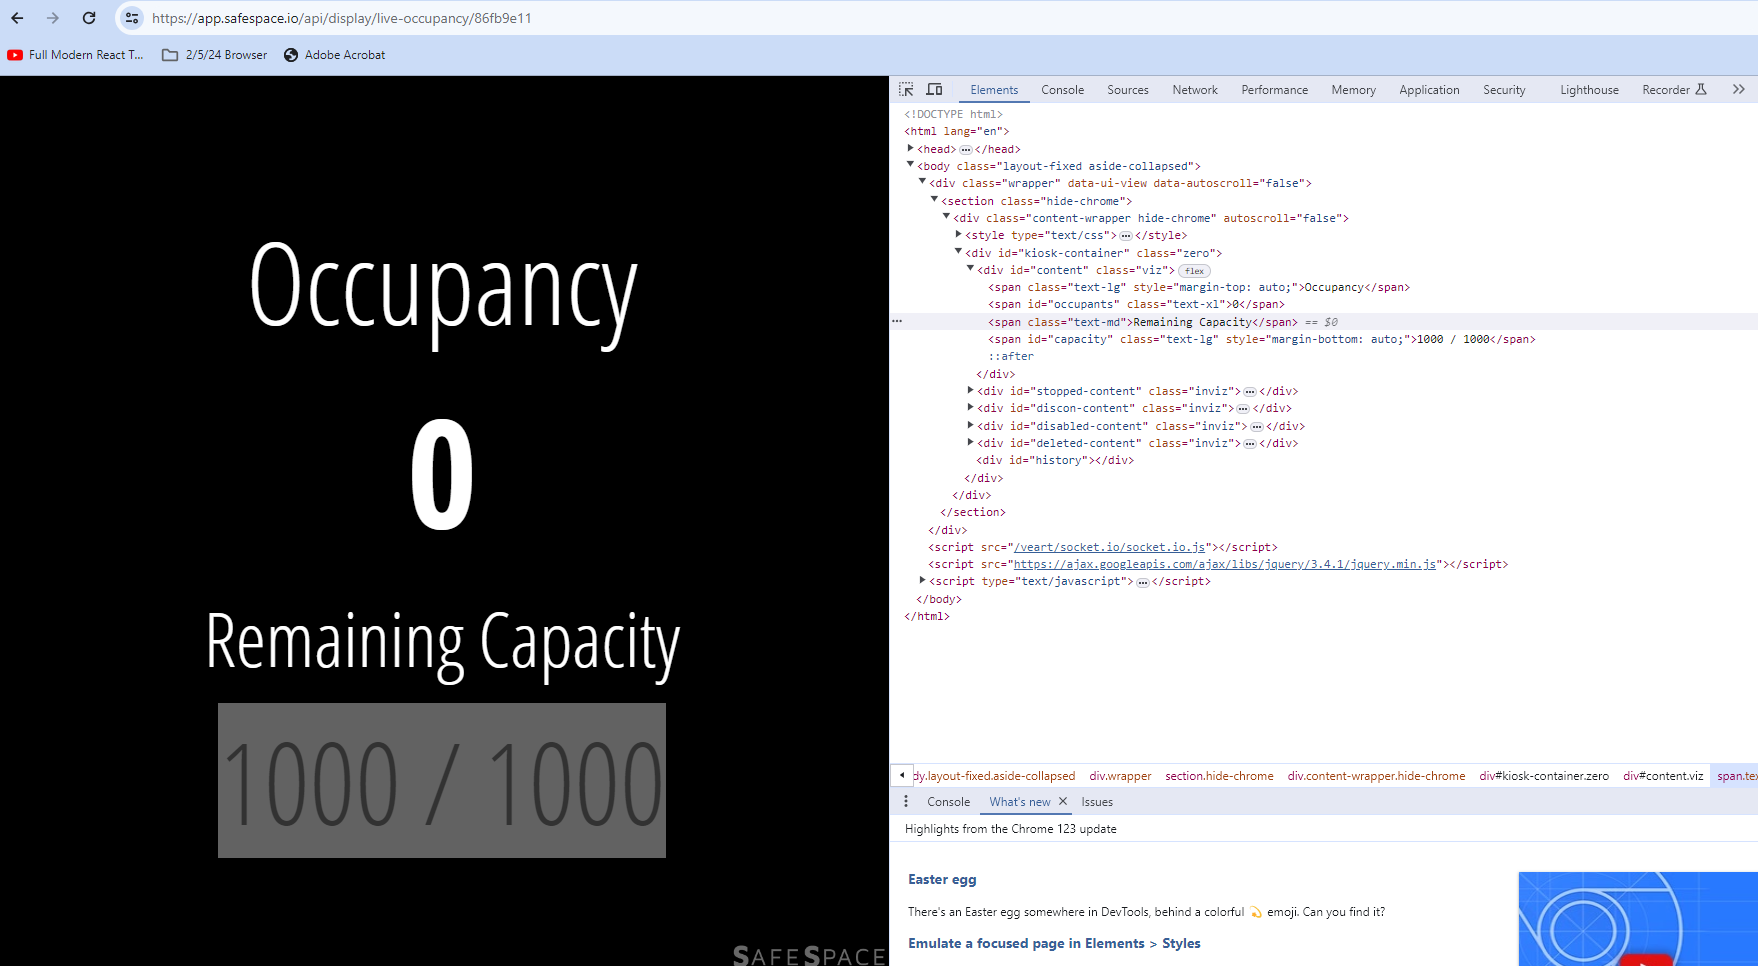 https://app.safespace.io/api/display/live-occupancy/86fb9e11
Full Modern React T...
2/5/24 Browser
Adobe Acrobat
Occupancy
0
Remaining Capacity
1000 / 1000
SAFESPACE
Elements Console Sources Network Performance Memory Application Security Lighthouse Recorder
<!DOCTYPE html>
<html lang="en">
<head> ... </head>
<body class="layout-fixed aside-collapsed">
<div class="wrapper" data-ui-view data-autoscroll="false">
<section class="hide-chrome">
<div class="content-wrapper hide-chrome" autoscroll="false">
<style type="text/css"> ... </style>
<div id="kiosk-container" class="zero">
<div id="content" class="viz"> flex
<span class="text-lg" style="margin-top: auto;">Occupancy</span>
<span id="occupants" class="text-xl">0</span>
<span class="text-md">Remaining Capacity</span> == $0
<span id="capacity" class="text-lg" style="margin-bottom: auto;">1000 / 1000</span>
::after
</div>
<div id="stopped-content" class="inviz"> ... </div>
<div id="discon-content" class="inviz"> ... </div>
<div id="disabled-content" class="inviz"> ... </div>
<div id="deleted-content" class="inviz"> ... </div>
<div id="history"></div>
</div>
</div>
</section>
</div>
<script src="/veart/socket.io/socket.io.js"></script>
<script src="https://ajax.googleapis.com/ajax/libs/jquery/3.4.1/jquery.min.js"></script>
<script type="text/javascript"> ... </script>
</body>
</html>
dy.layout-fixed.aside-collapsed div.wrapper section.hide-chrome div.content-wrapper.hide-chrome div#kiosk-container.zero div#content.viz span.tex
Console What's new Issues
Highlights from the Chrome 123 update
Easter egg
There's an Easter egg somewhere in DevTools, behind a colorful 💫 emoji. Can you find it?
Emulate a focused page in Elements > Styles